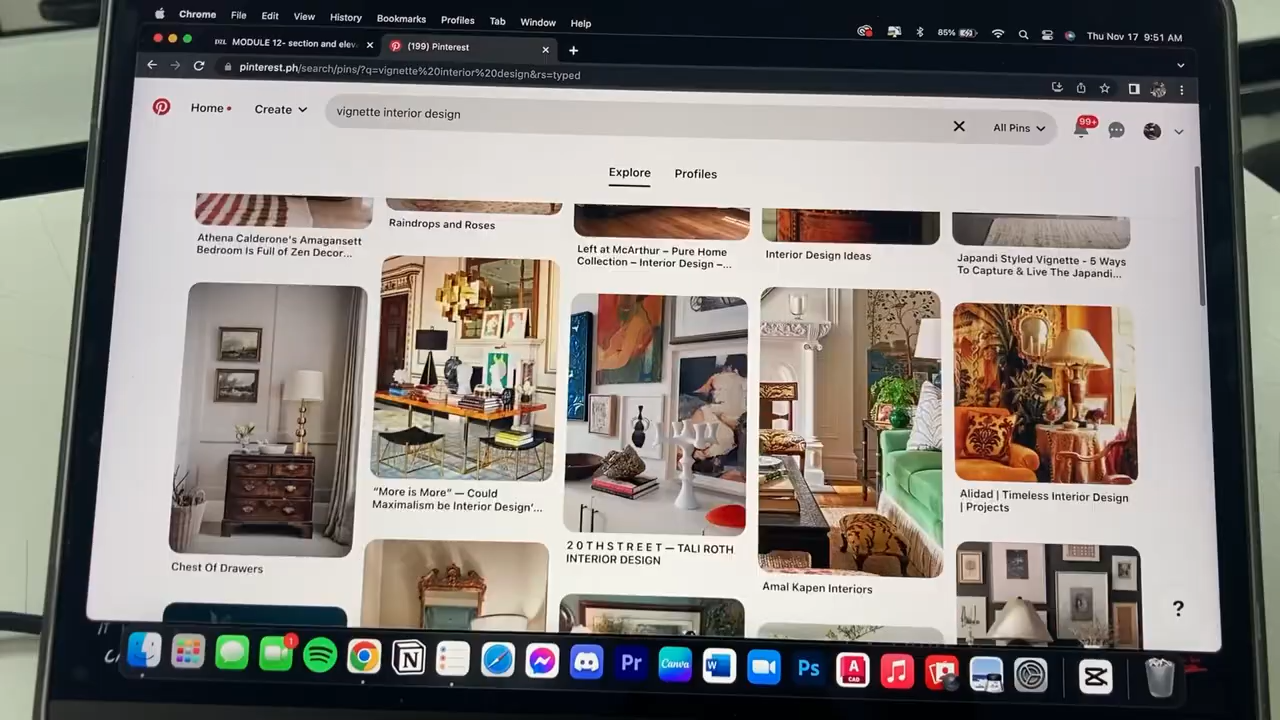 Chrome File Edit View History Bookmarks Profiles Tab Window Help
85% Thu Nov 17 9:51 AM
D2L MODULE 12- section and elev
(199) Pinterest
pinterest.ph/search/pins/?q=vignette%20interior%20design&rs=typed
Home
Create
vignette interior design
All Pins
99+
Explore
Profiles
Athena Calderone's Amagansett
Bedroom Is Full of Zen Decor...
Raindrops and Roses
Left at McArthur – Pure Home
Collection – Interior Design –...
Interior Design Ideas
Japandi Styled Vignette - 5 Ways
To Capture & Live The Japandi...
Chest Of Drawers
“More is More” — Could
Maximalism be Interior Design’...
2 0 T H S T R E E T — TALI ROTH
INTERIOR DESIGN
Amal Kapen Interiors
Alidad | Timeless Interior Design
| Projects
?
1
N
Pr
Canva
W
Ps
A
CAD